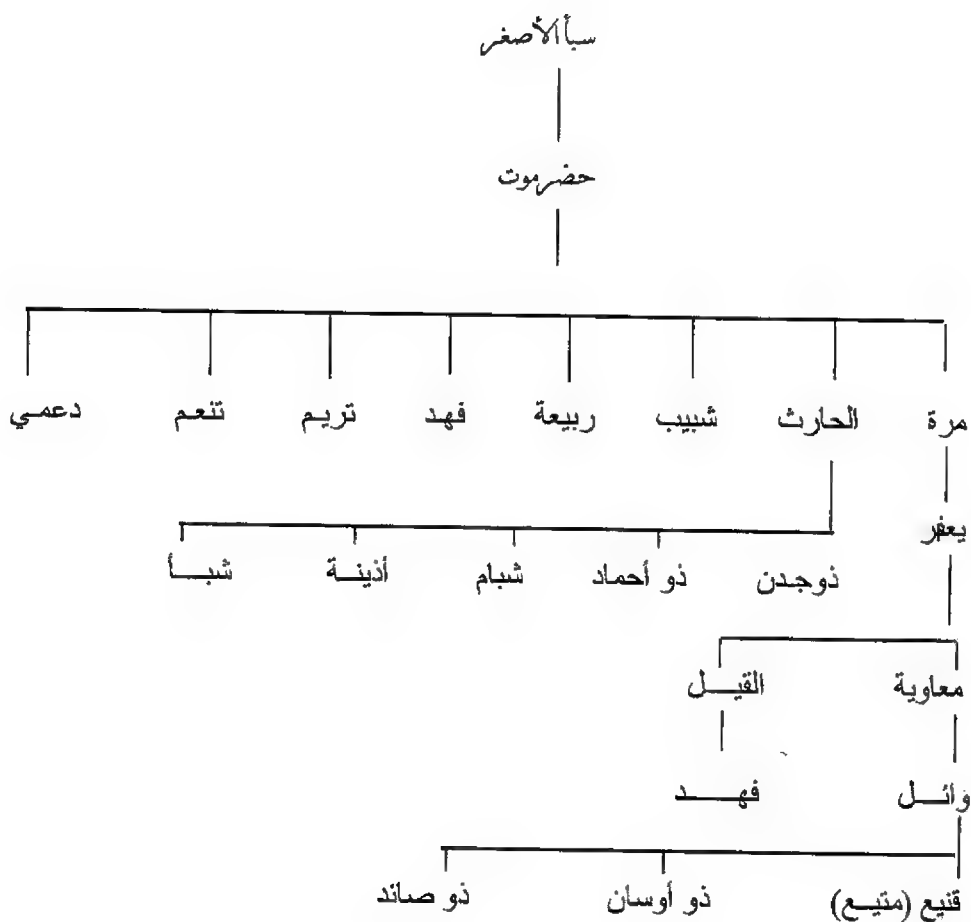 سبأ الأصغر
حضرموت
مرة الحارث شبيب ربيعة فهد تريم تنعم دعمي
يعفر
ذوجدن ذو أحماد شبام أذينة شبأ
معاوية القيل
وائل فهد
قنيع (متيع) ذو أوسان ذو صائد